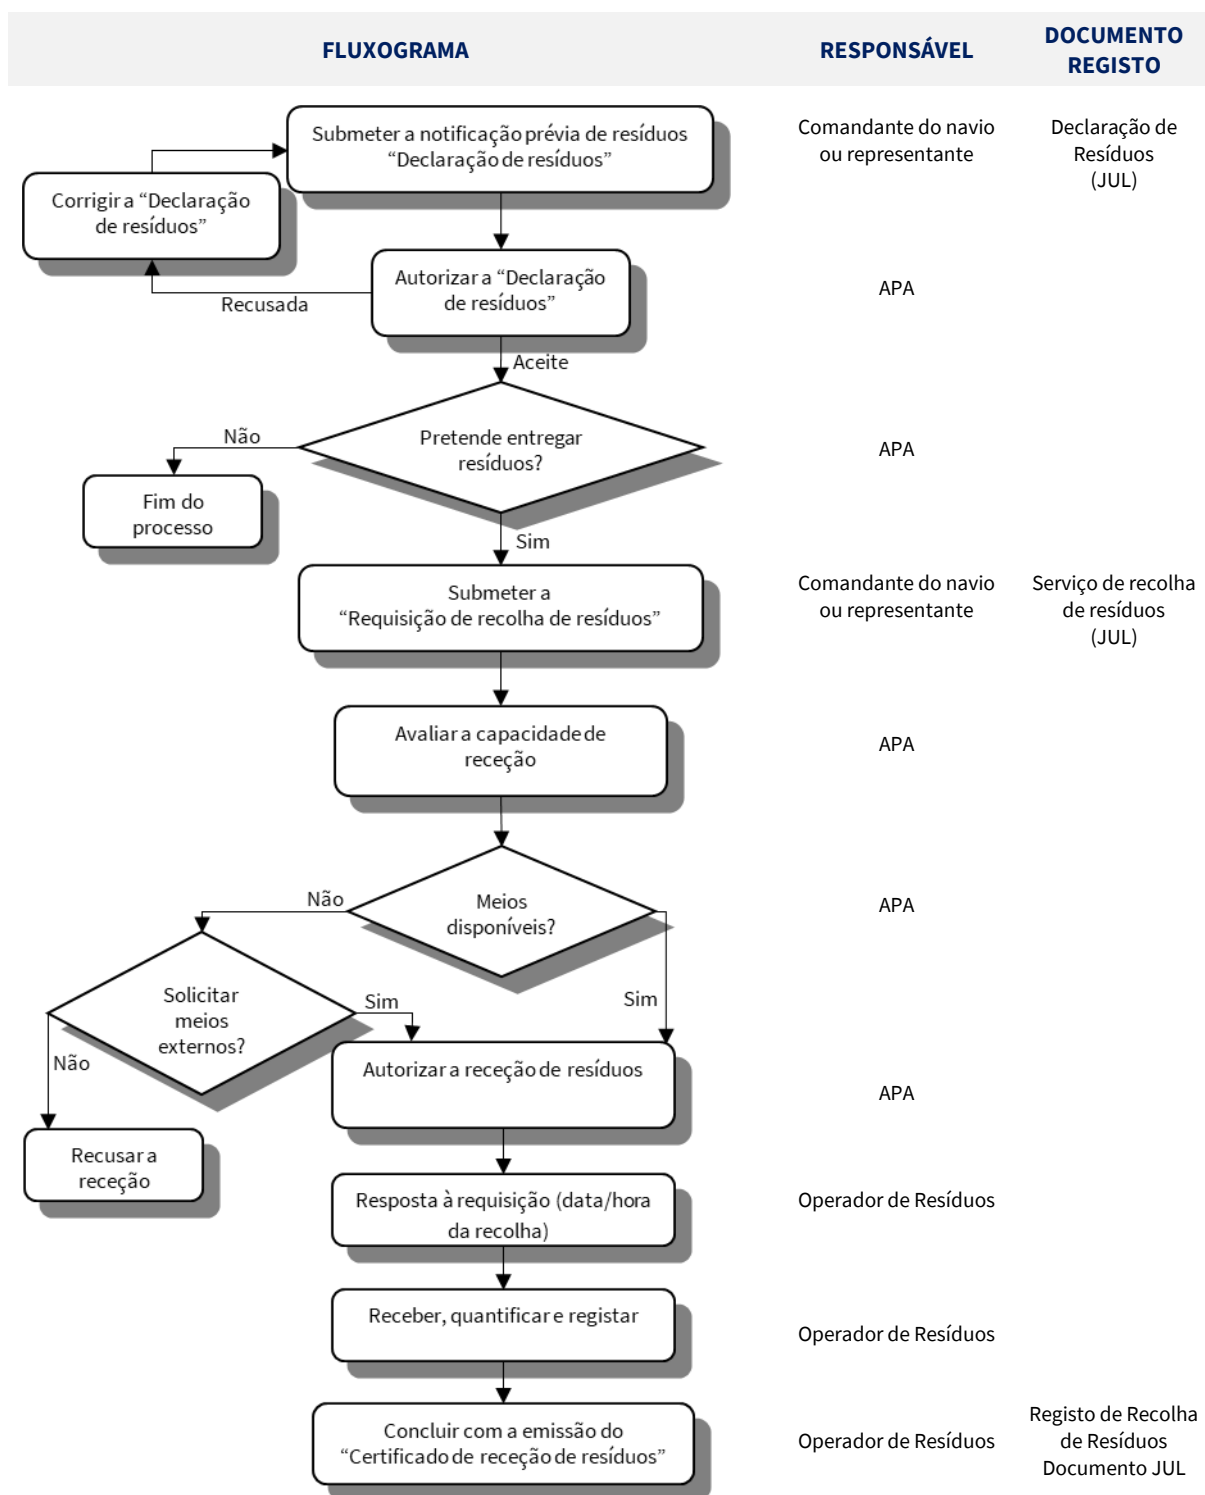 FLUXOGRAMA
RESPONSÁVEL
DOCUMENTO
REGISTO
Submeter a notificação prévia de resíduos
“Declaração de resíduos”
Comandante do navio
ou representante
Declaração de
Resíduos
(JUL)
Corrigir a “Declaração
de resíduos”
Autorizar a “Declaração
de resíduos”
Recusada
APA
Aceite
Pretende entregar
resíduos?
Não
APA
Fim do
processo
Sim
Submeter a
“Requisição de recolha de resíduos”
Comandante do navio
ou representante
Serviço de recolha
de resíduos
(JUL)
Avaliar a capacidade de
receção
APA
Meios
disponíveis?
Não
APA
Sim
Solicitar
meios
externos?
Sim
Não
Autorizar a receção de resíduos
APA
Recusar a
receção
Resposta à requisição (data/hora
da recolha)
Operador de Resíduos
Receber, quantificar e registar
Operador de Resíduos
Concluir com a emissão do
“Certificado de receção de resíduos”
Operador de Resíduos
Registo de Recolha
de Resíduos
Documento JUL